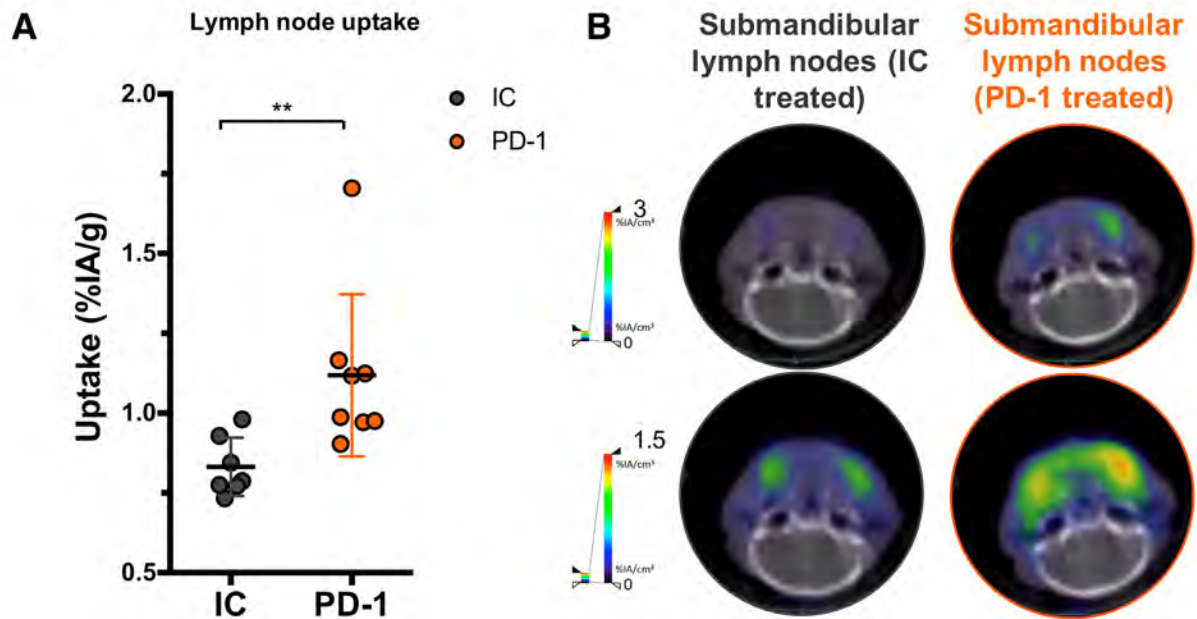 A
Lymph node uptake
Uptake (%IA/g)
2.0
1.5
1.0
0.5
**
IC
PD-1
IC
PD-1
B
Submandibular
lymph nodes (IC
treated)
Submandibular
lymph nodes
(PD-1 treated)
3
%IA/cm³
%IA/cm³
0
1.5
%IA/cm³
%IA/cm³
0